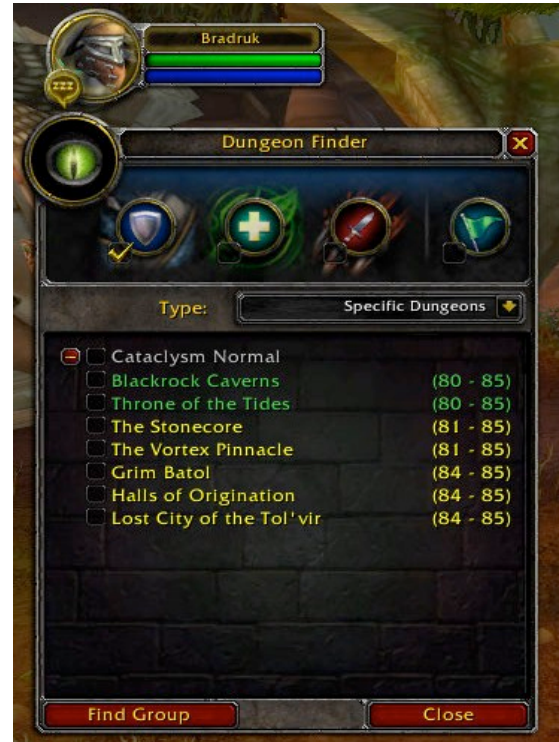 Bradruk
zzz
Dungeon Finder
Type: Specific Dungeons
Cataclysm Normal
Blackrock Caverns (80 - 85)
Throne of the Tides (80 - 85)
The Stonecore (81 - 85)
The Vortex Pinnacle (81 - 85)
Grim Batol (84 - 85)
Halls of Origination (84 - 85)
Lost City of the Tol'vir (84 - 85)
Find Group Close